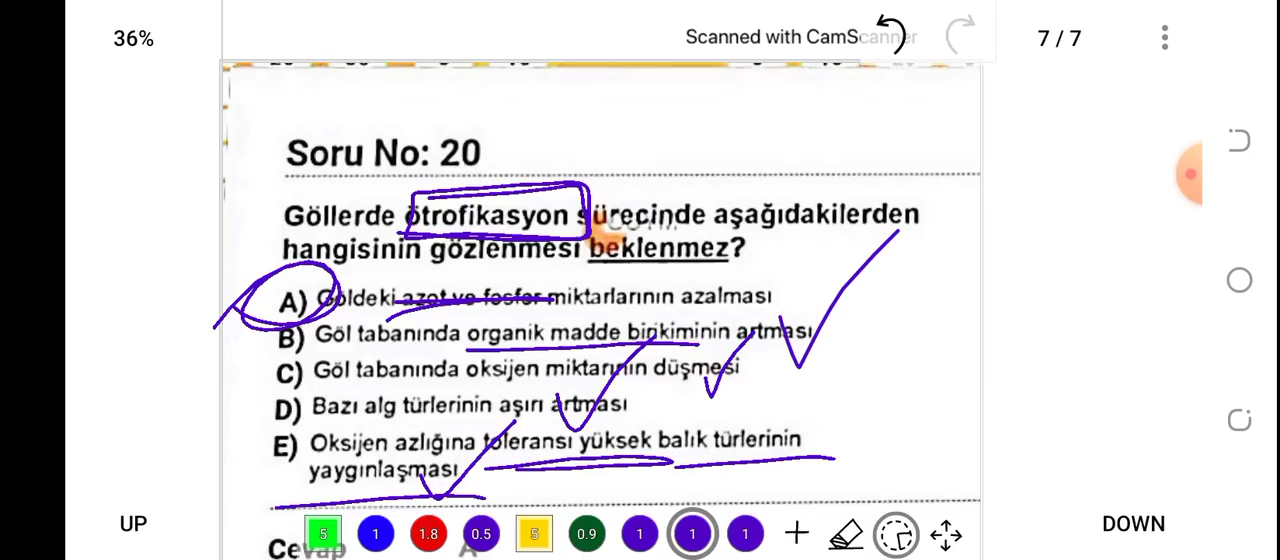 36%
Scanned with CamScanner
7 / 7
Soru No: 20
Göllerde ötrofikasyon sürecinde aşağıdakilerden
hangisinin gözlenmesi beklenmez?
A) Göldeki azot ve fosfor miktarlarının azalması
B) Göl tabanında organik madde birikiminin artması
C) Göl tabanında oksijen miktarının düşmesi
D) Bazı alg türlerinin aşırı artması
E) Oksijen azlığına toleransı yüksek balık türlerinin
yaygınlaşması
UP
5 1 1.8 0.5 5 0.9 1 1 1
DOWN
Cevap A